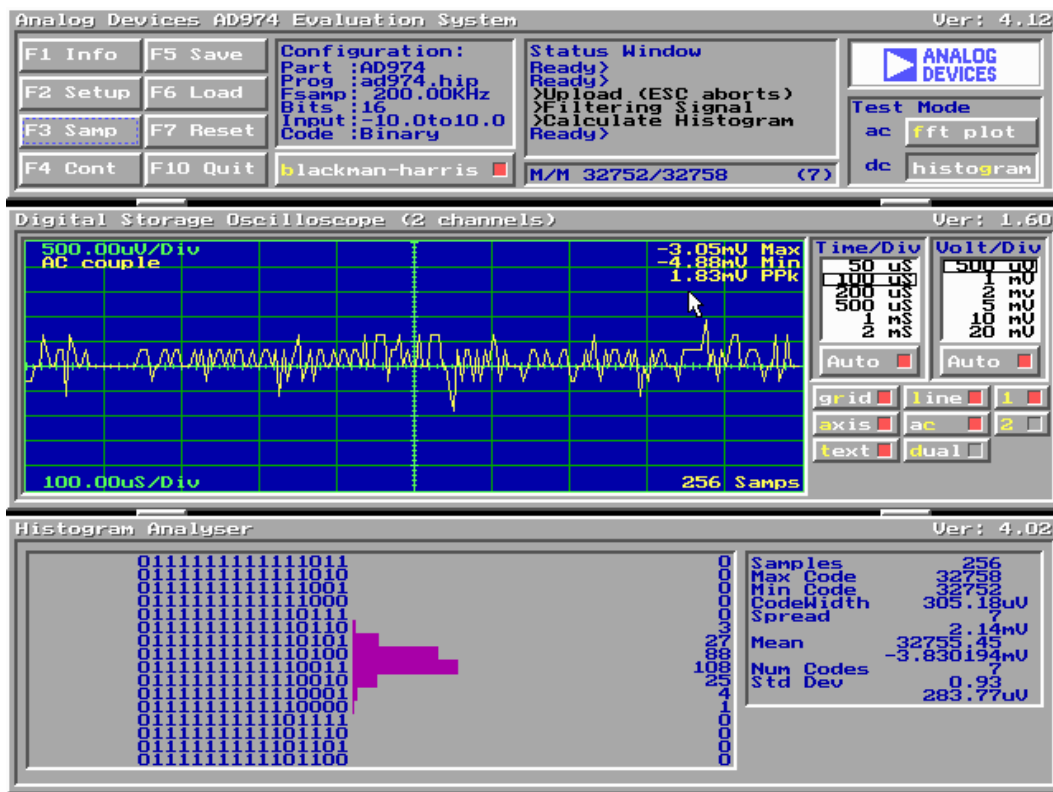 Analog Devices AD974 Evaluation System Ver: 4.12
F1 Info F5 Save
F2 Setup F6 Load
F3 Samp F7 Reset
F4 Cont F10 Quit
Configuration:
Part :AD974
Prog :ad974.hip
Fsamp: 200.00KHz
Bits :16
Input:-10.0to10.0
Code :Binary
blackman-harris
Status Window
Ready>
Ready>
>Upload (ESC aborts)
>Filtering Signal
>Calculate Histogram
Ready>
M/M 32752/32758 (7)
ANALOG
DEVICES
Test Mode
ac fft plot
dc histogram
Digital Storage Oscilloscope (2 channels) Ver: 1.60
500.00uV/Div
AC couple
-3.05mV Max
-4.88mV Min
1.83mV PPk
100.00uS/Div
256 Samps
Time/Div
50 uS
100 uS
200 uS
500 uS
1 mS
2 mS
Auto
Volt/Div
500 uV
1 mV
2 mV
5 mV
10 mV
20 mV
Auto
grid line 1
axis ac 2
text dual
Histogram Analyser Ver: 4.02
0111111111111011 0
0111111111111010 0
0111111111111001 0
0111111111111000 0
0111111111110111 0
0111111111110110 3
0111111111110101 27
0111111111110100 88
0111111111110011 108
0111111111110010 25
0111111111110001 4
0111111111110000 1
0111111111101111 0
0111111111101110 0
0111111111101101 0
0111111111101100 0
Samples 256
Max Code 32758
Min Code 32752
CodeWidth 305.18uV
Spread 7
2.14mV
Mean 32755.45
-3.830194mV
Num Codes 7
Std Dev 0.93
283.77uV